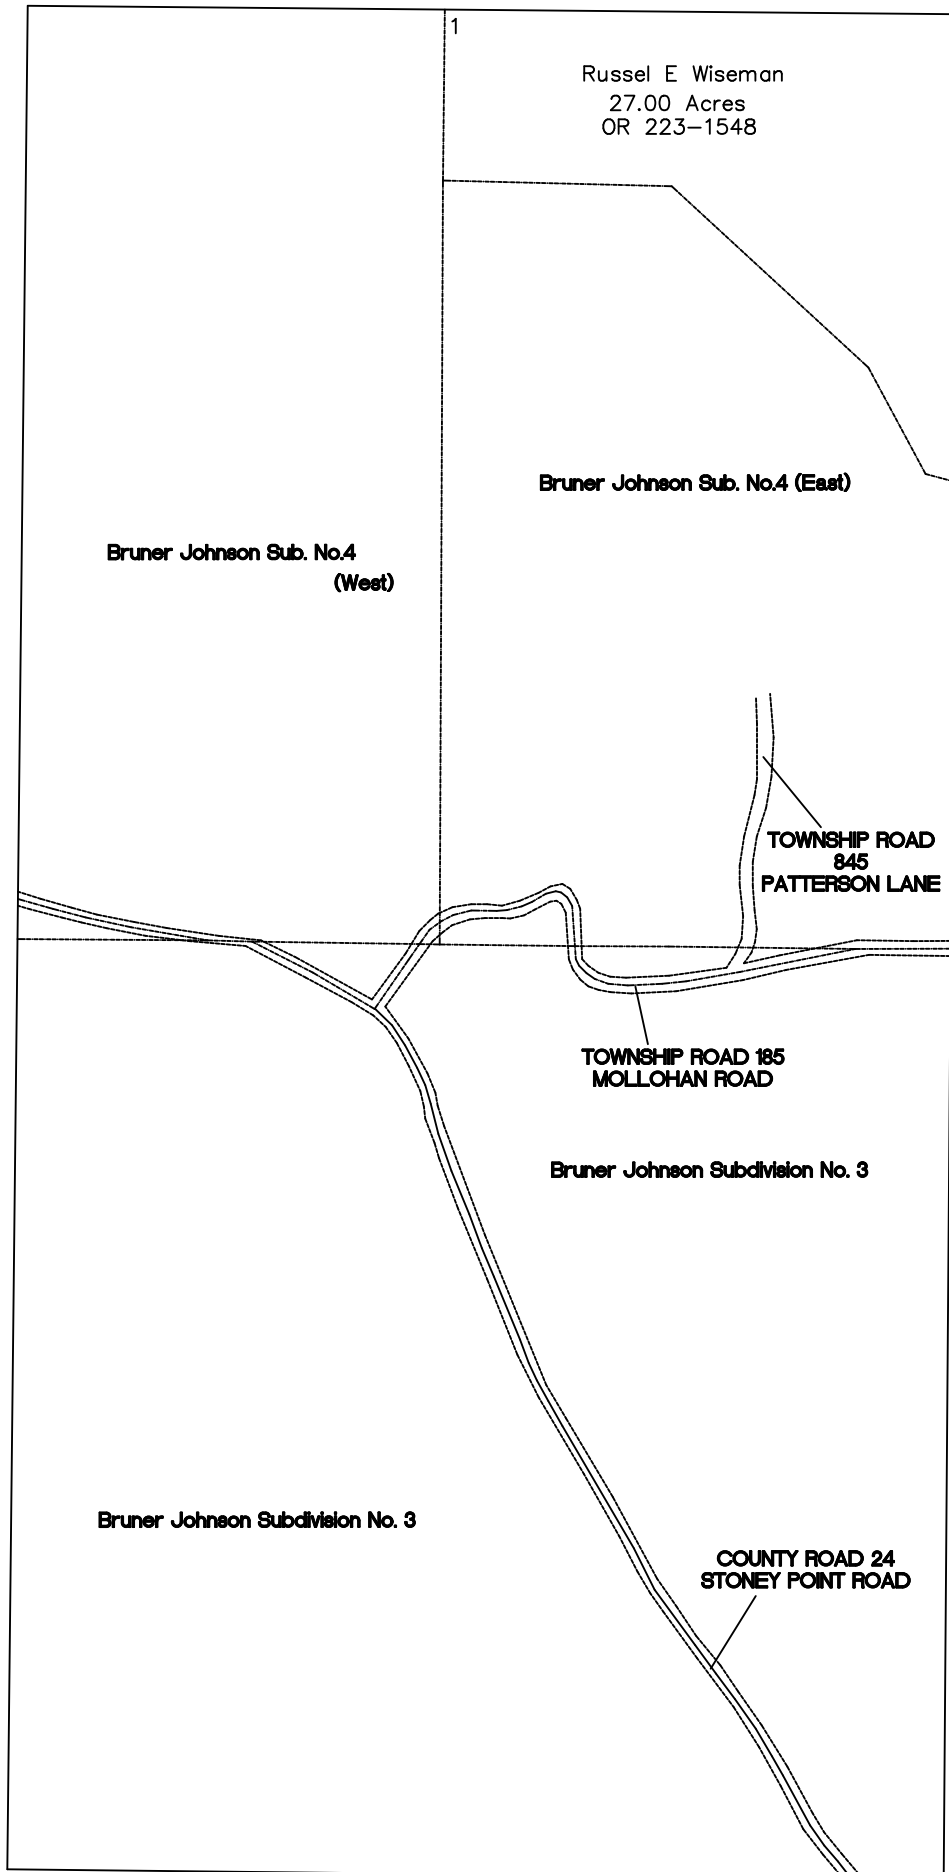 1
Russel E Wiseman
27.00 Acres
OR 223-1548
Bruner Johnson Sub. No.4 (East)
Bruner Johnson Sub. No.4
(West)
TOWNSHIP ROAD
845
PATTERSON LANE
TOWNSHIP ROAD 185
MOLLOHAN ROAD
Bruner Johnson Subdivision No. 3
Bruner Johnson Subdivision No. 3
COUNTY ROAD 24
STONEY POINT ROAD